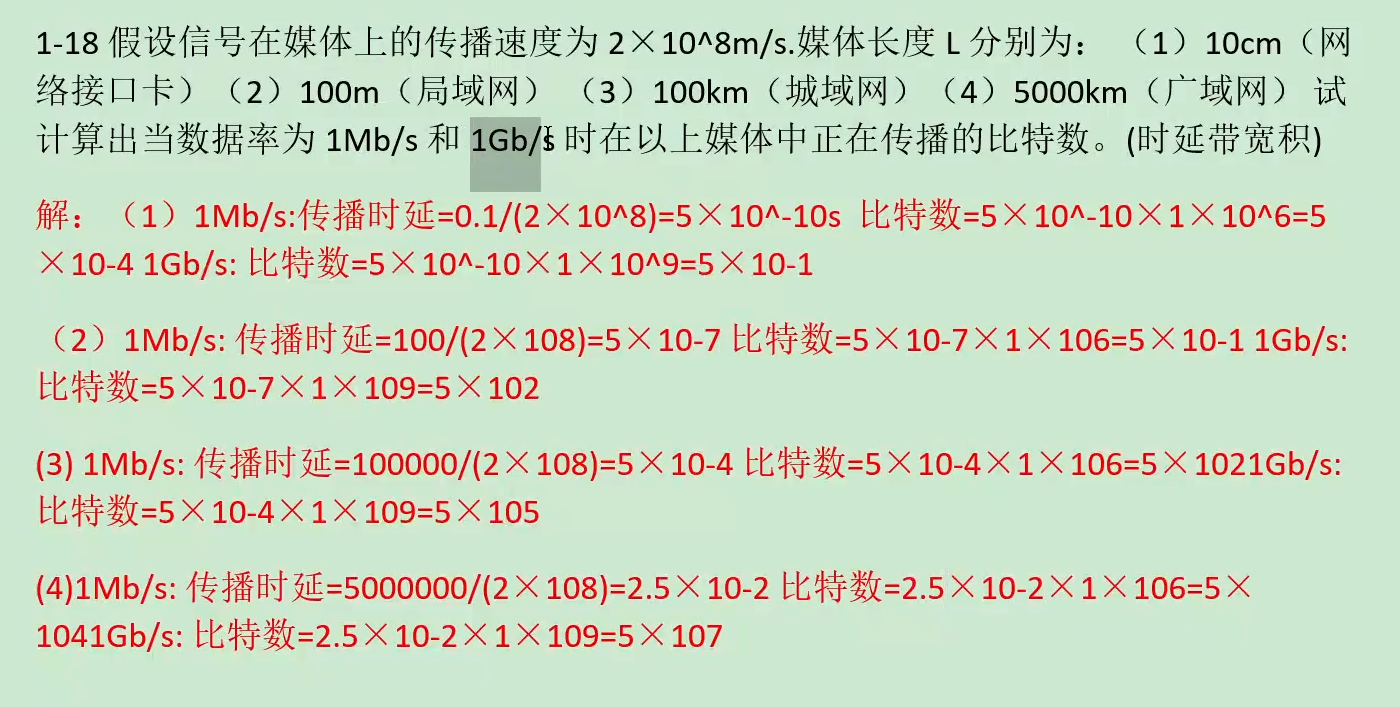 1-18 假设信号在媒体上的传播速度为 2×10^8m/s.媒体长度 L 分别为： （1）10cm（网
络接口卡）（2）100m（局域网） （3）100km（城域网）（4）5000km（广域网） 试
计算出当数据率为 1Mb/s 和 1Gb/s 时在以上媒体中正在传播的比特数。(时延带宽积)
解：（1）1Mb/s:传播时延=0.1/(2×10^8)=5×10^-10s 比特数=5×10^-10×1×10^6=5
×10-4 1Gb/s: 比特数=5×10^-10×1×10^9=5×10-1
（2）1Mb/s: 传播时延=100/(2×108)=5×10-7 比特数=5×10-7×1×106=5×10-1 1Gb/s:
比特数=5×10-7×1×109=5×102
(3) 1Mb/s: 传播时延=100000/(2×108)=5×10-4 比特数=5×10-4×1×106=5×1021Gb/s:
比特数=5×10-4×1×109=5×105
(4)1Mb/s: 传播时延=5000000/(2×108)=2.5×10-2 比特数=2.5×10-2×1×106=5×
1041Gb/s: 比特数=2.5×10-2×1×109=5×107